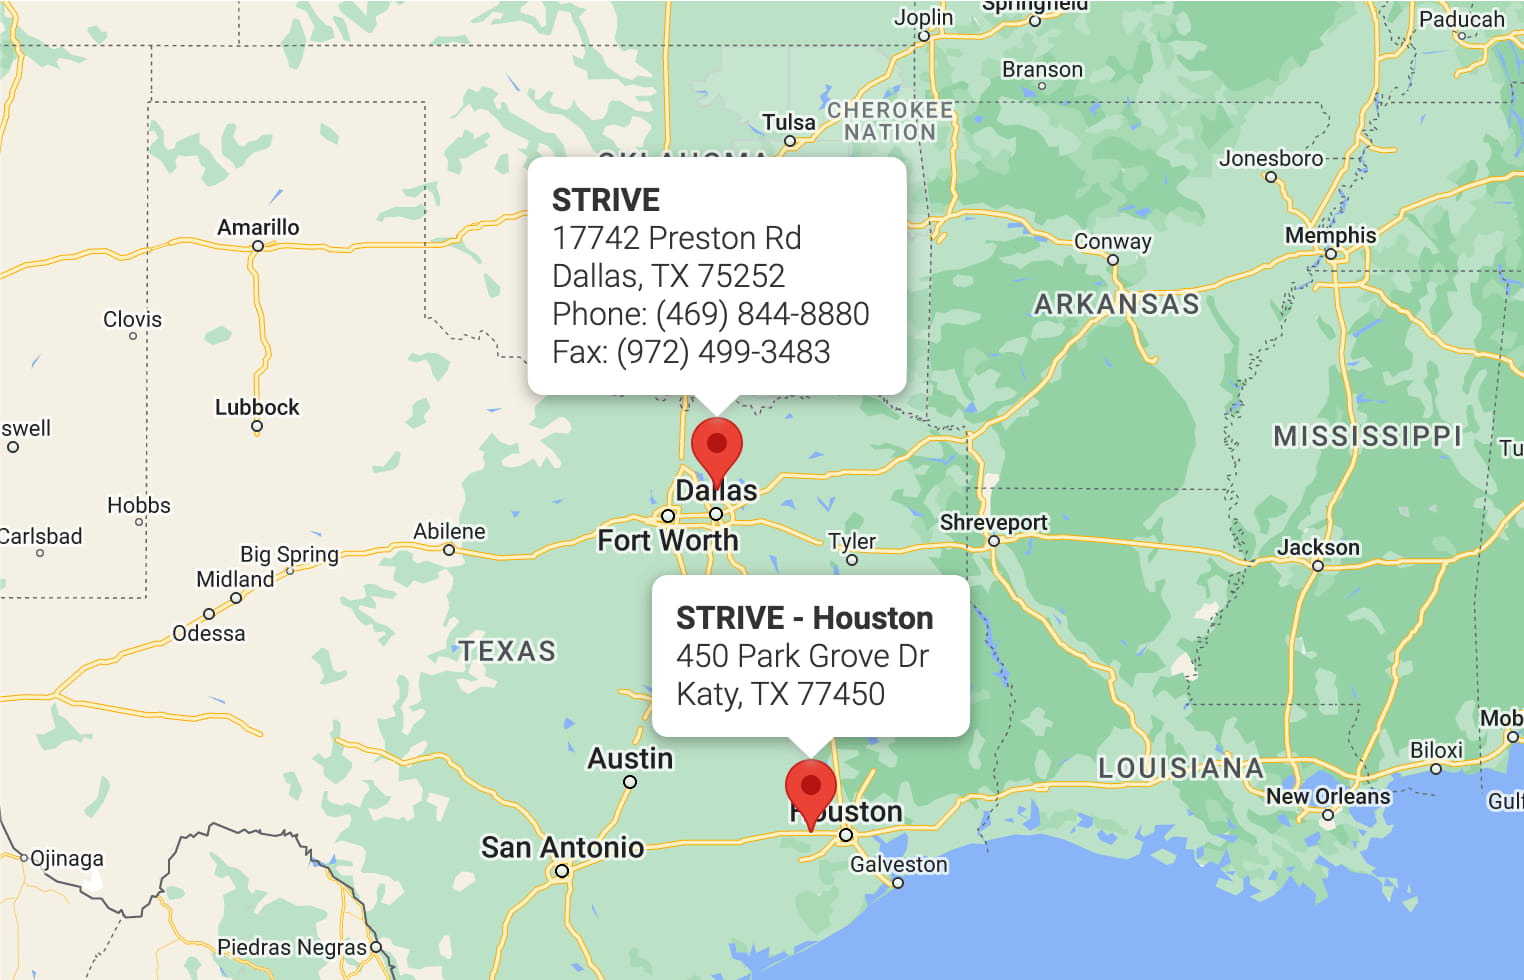 Springfield
Joplin
Paducah
Branson
CHEROKEE
NATION
Tulsa
OKLAHOMA
Jonesboro
STRIVE
17742 Preston Rd
Dallas, TX 75252
Phone: (469) 844-8880
Fax: (972) 499-3483
Amarillo
Conway
Memphis
ARKANSAS
Clovis
Lubbock
swell
MISSISSIPPI
Tu
Dallas
Hobbs
Carlsbad
Abilene
Fort Worth
Tyler
Shreveport
Jackson
Big Spring
Midland
Odessa
TEXAS
STRIVE - Houston
450 Park Grove Dr
Katy, TX 77450
Mob
Biloxi
Austin
LOUISIANA
New Orleans
Gulf
Houston
San Antonio
Ojinaga
Galveston
Piedras Negras